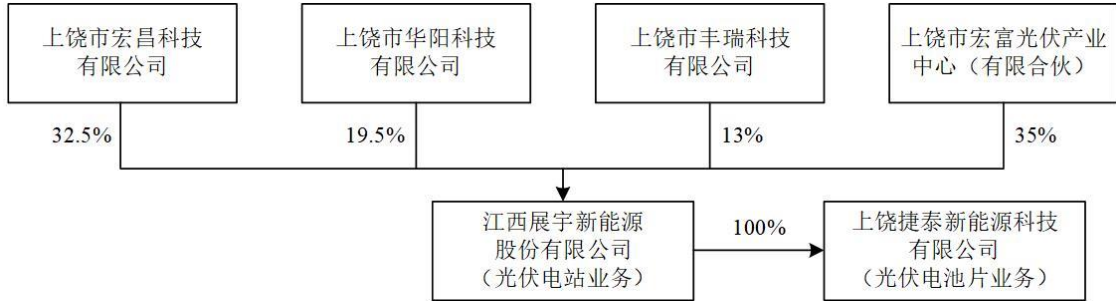 上饶市宏昌科技
有限公司
上饶市华阳科技
有限公司
上饶市丰瑞科技
有限公司
上饶市宏富光伏产业
中心（有限合伙）
32.5%
19.5%
13%
35%
江西展宇新能源
股份有限公司
（光伏电站业务）
100%
上饶捷泰新能源科技
有限公司
（光伏电池片业务）